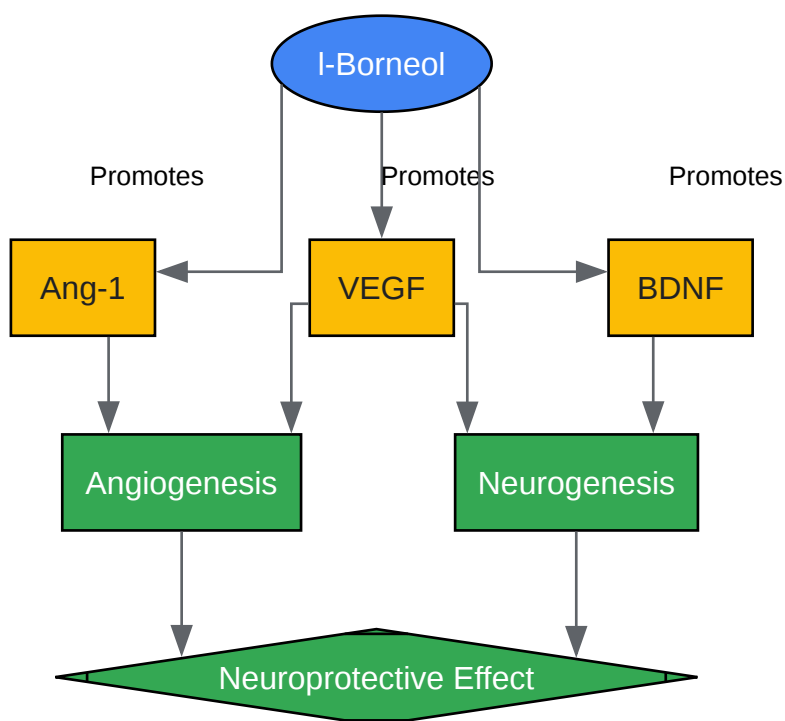 l-Borneol
Promotes
Promotes
Promotes
Ang-1
VEGF
BDNF
Angiogenesis
Neurogenesis
Neuroprotective Effect